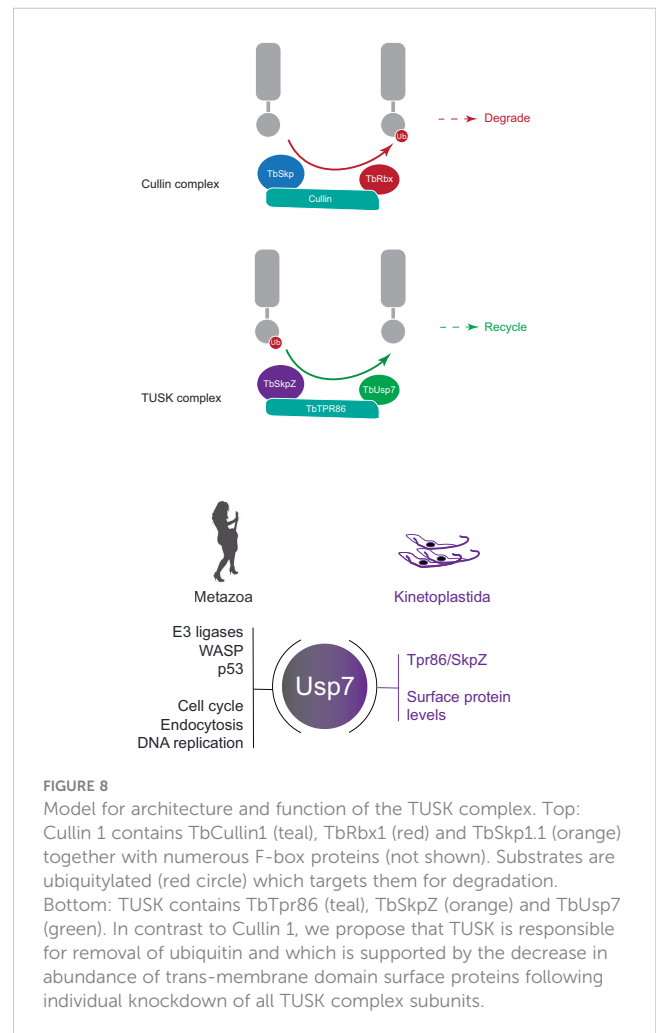 Ub
Degrade
TbSkp
TbRbx
Cullin complex
Cullin
Ub
Recycle
TbSkpZ
TbUsp7
TUSK complex
TbTPR86
Metazoa
Kinetoplastida
E3 ligases
WASP
p53
Cell cycle
Endocytosis
DNA replication
Usp7
Tpr86/SkpZ
Surface protein
levels
FIGURE 8
Model for architecture and function of the TUSK complex. Top:
Cullin 1 contains TbCullin1 (teal), TbRbx1 (red) and TbSkp1.1 (orange)
together with numerous F-box proteins (not shown). Substrates are
ubiquitylated (red circle) which targets them for degradation.
Bottom: TUSK contains TbTpr86 (teal), TbSkpZ (orange) and TbUsp7
(green). In contrast to Cullin 1, we propose that TUSK is responsible
for removal of ubiquitin and which is supported by the decrease in
abundance of trans-membrane domain surface proteins following
individual knockdown of all TUSK complex subunits.